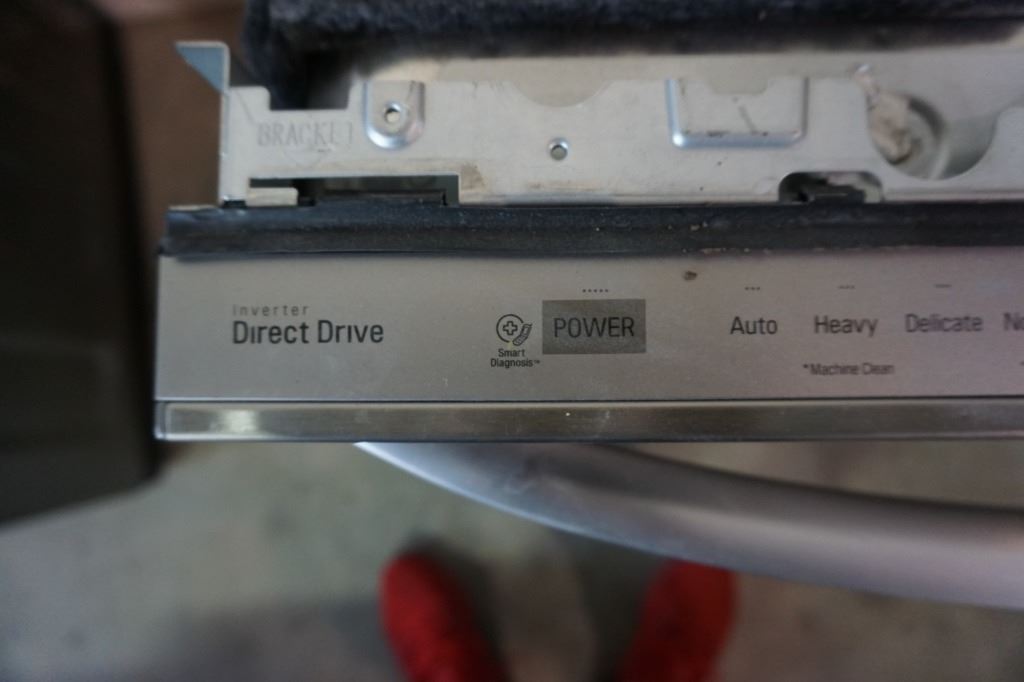 BRACKET
Inverter
Direct Drive
Smart
Diagnosis™
POWER
Auto
Heavy
Delicate
*Machine Clean